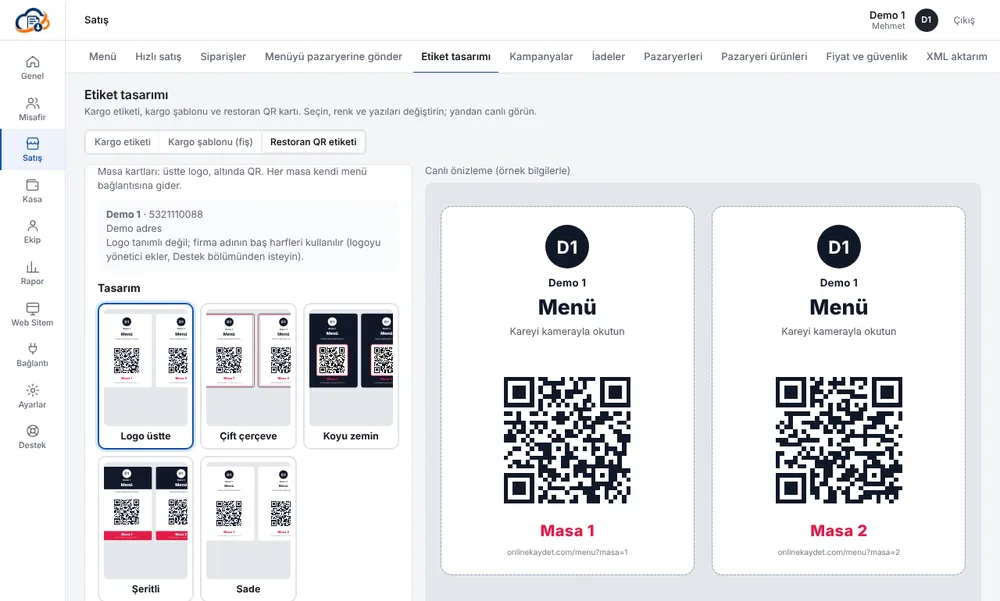 Satış
Demo 1
Mehmet
D1
Çıkış
Genel
Misafir
Satış
Kasa
Ekip
Rapor
Web Sitem
Bağlantı
Ayarlar
Destek
Menü Hızlı satış Siparişler Menüyü pazaryerine gönder Etiket tasarımı Kampanyalar İadeler Pazaryerleri Pazaryeri ürünleri Fiyat ve güvenlik XML aktarım
Etiket tasarımı
Kargo etiketi, kargo şablonu ve restoran QR kartı. Seçin, renk ve yazıları değiştirin; yandan canlı görün.
Kargo etiketi Kargo şablonu (fiş) Restoran QR etiketi
Masa kartları: üstte logo, altında QR. Her masa kendi menü
bağlantısına gider.
Demo 1 · 5321110088
Demo adres
Logo tanımlı değil; firma adının baş harfleri kullanılır (logoyu
yönetici ekler, Destek bölümünden isteyin).
Tasarım
Logo üstte
Çift çerçeve
Koyu zemin
Şeritli
Sade
Canlı önizleme (örnek bilgilerle)
D1
Demo 1
Menü
Kareyi kamerayla okutun
Masa 1
onlinekaydet.com/menu?masa=1
D1
Demo 1
Menü
Kareyi kamerayla okutun
Masa 2
onlinekaydet.com/menu?masa=2